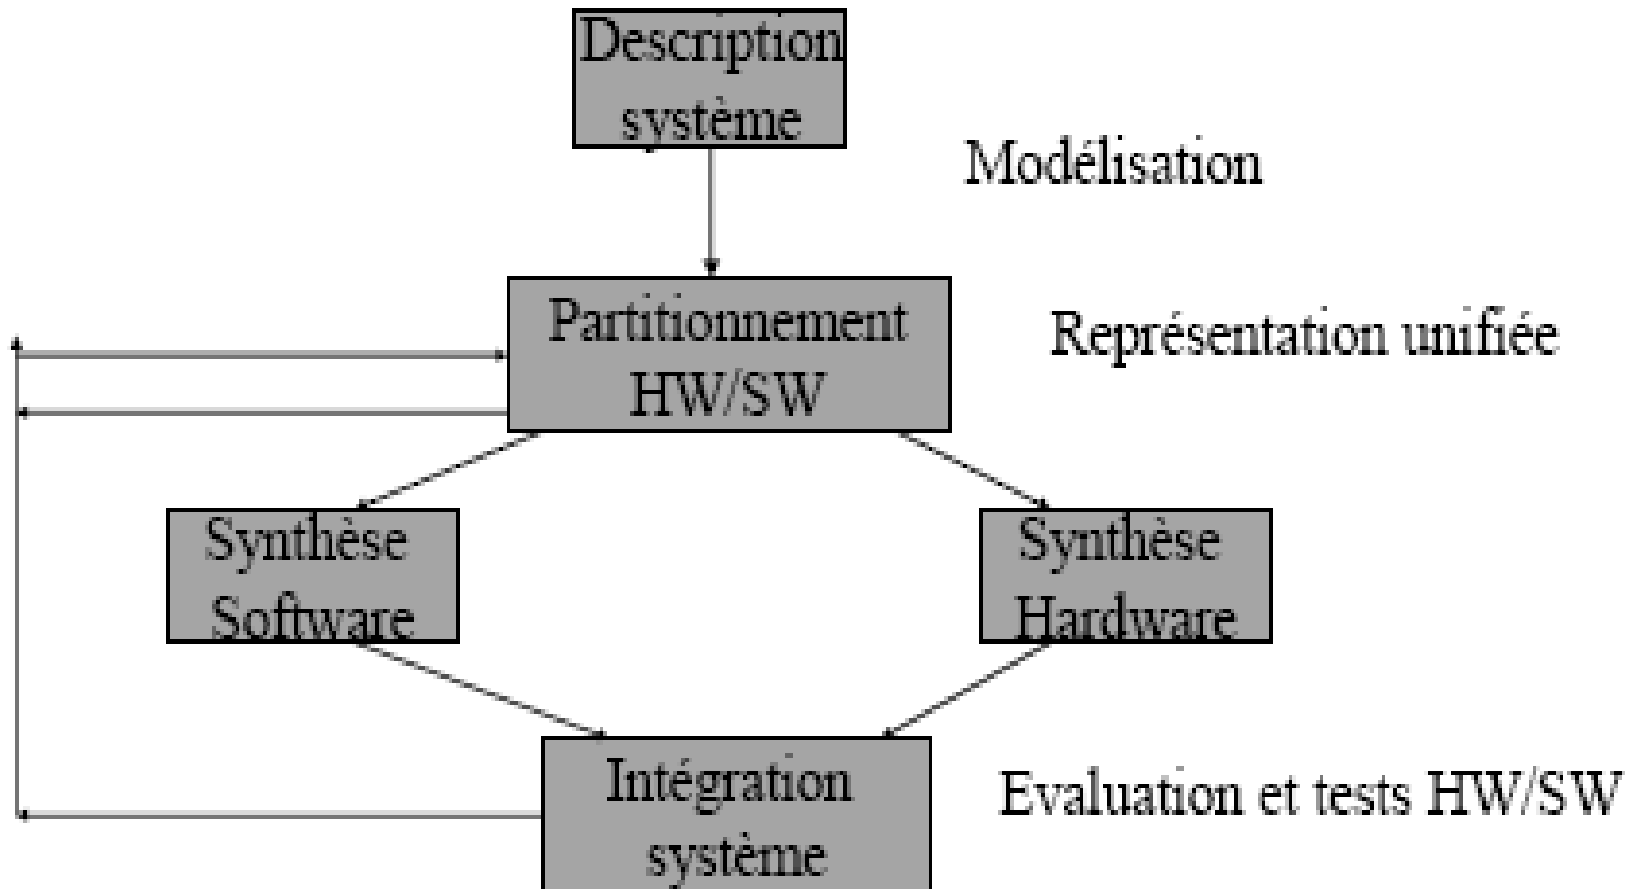 Description
système
Modélisation
Partitionnement
HW/SW
Représentation unifiée
Synthèse
Software
Synthèse
Hardware
Intégration
système
Evaluation et tests HW/SW